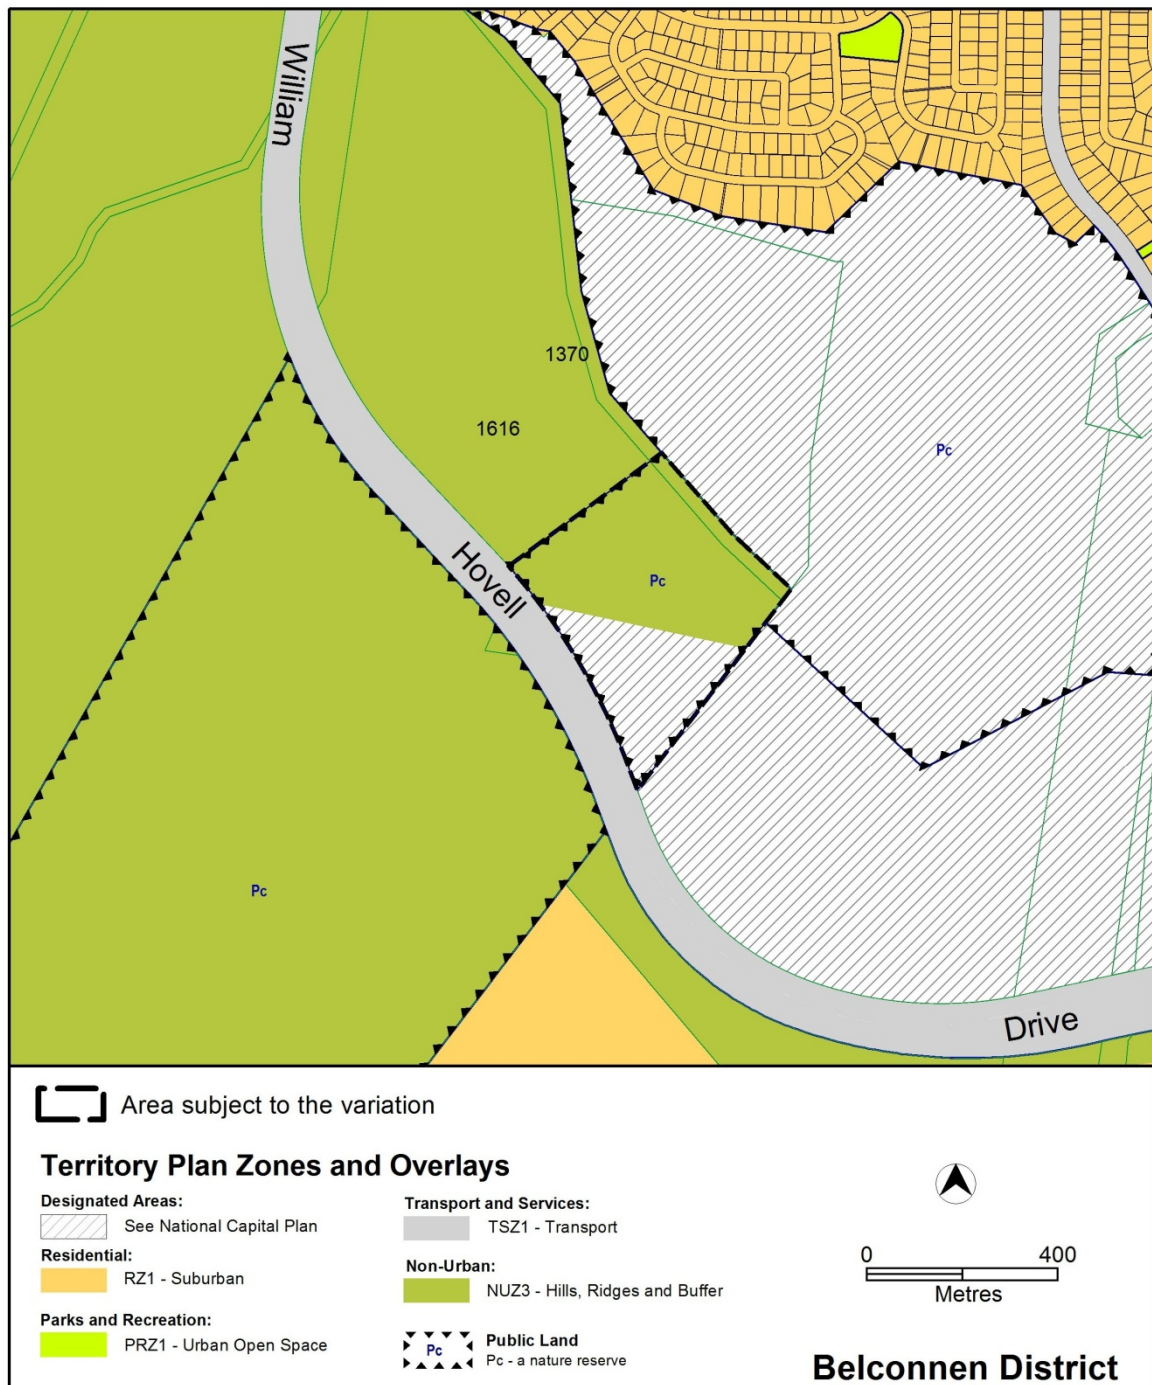 William
1370
1616
Pc
Hovell
Pc
Pc
Drive
Area subject to the variation
Territory Plan Zones and Overlays
Designated Areas:
See National Capital Plan
Residential:
RZ1 - Suburban
Parks and Recreation:
PRZ1 - Urban Open Space
Transport and Services:
TSZ1 - Transport
Non-Urban:
NUZ3 - Hills, Ridges and Buffer
Pc
Public Land
Pc - a nature reserve
0 400
Metres
Belconnen District